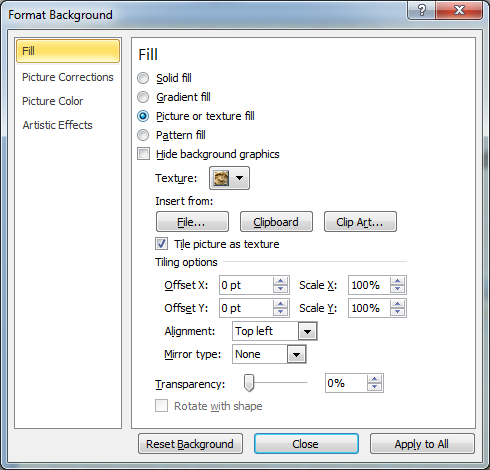 Format Background
Fill
Picture Corrections
Picture Color
Artistic Effects
Fill
Solid fill
Gradient fill
Picture or texture fill
Pattern fill
Hide background graphics
Texture:
Insert from:
File... Clipboard Clip Art...
Tile picture as texture
Tiling options
Offset X: 0 pt Scale X: 100%
Offset Y: 0 pt Scale Y: 100%
Alignment: Top left
Mirror type: None
Transparency: 0%
Rotate with shape
Reset Background Close Apply to All